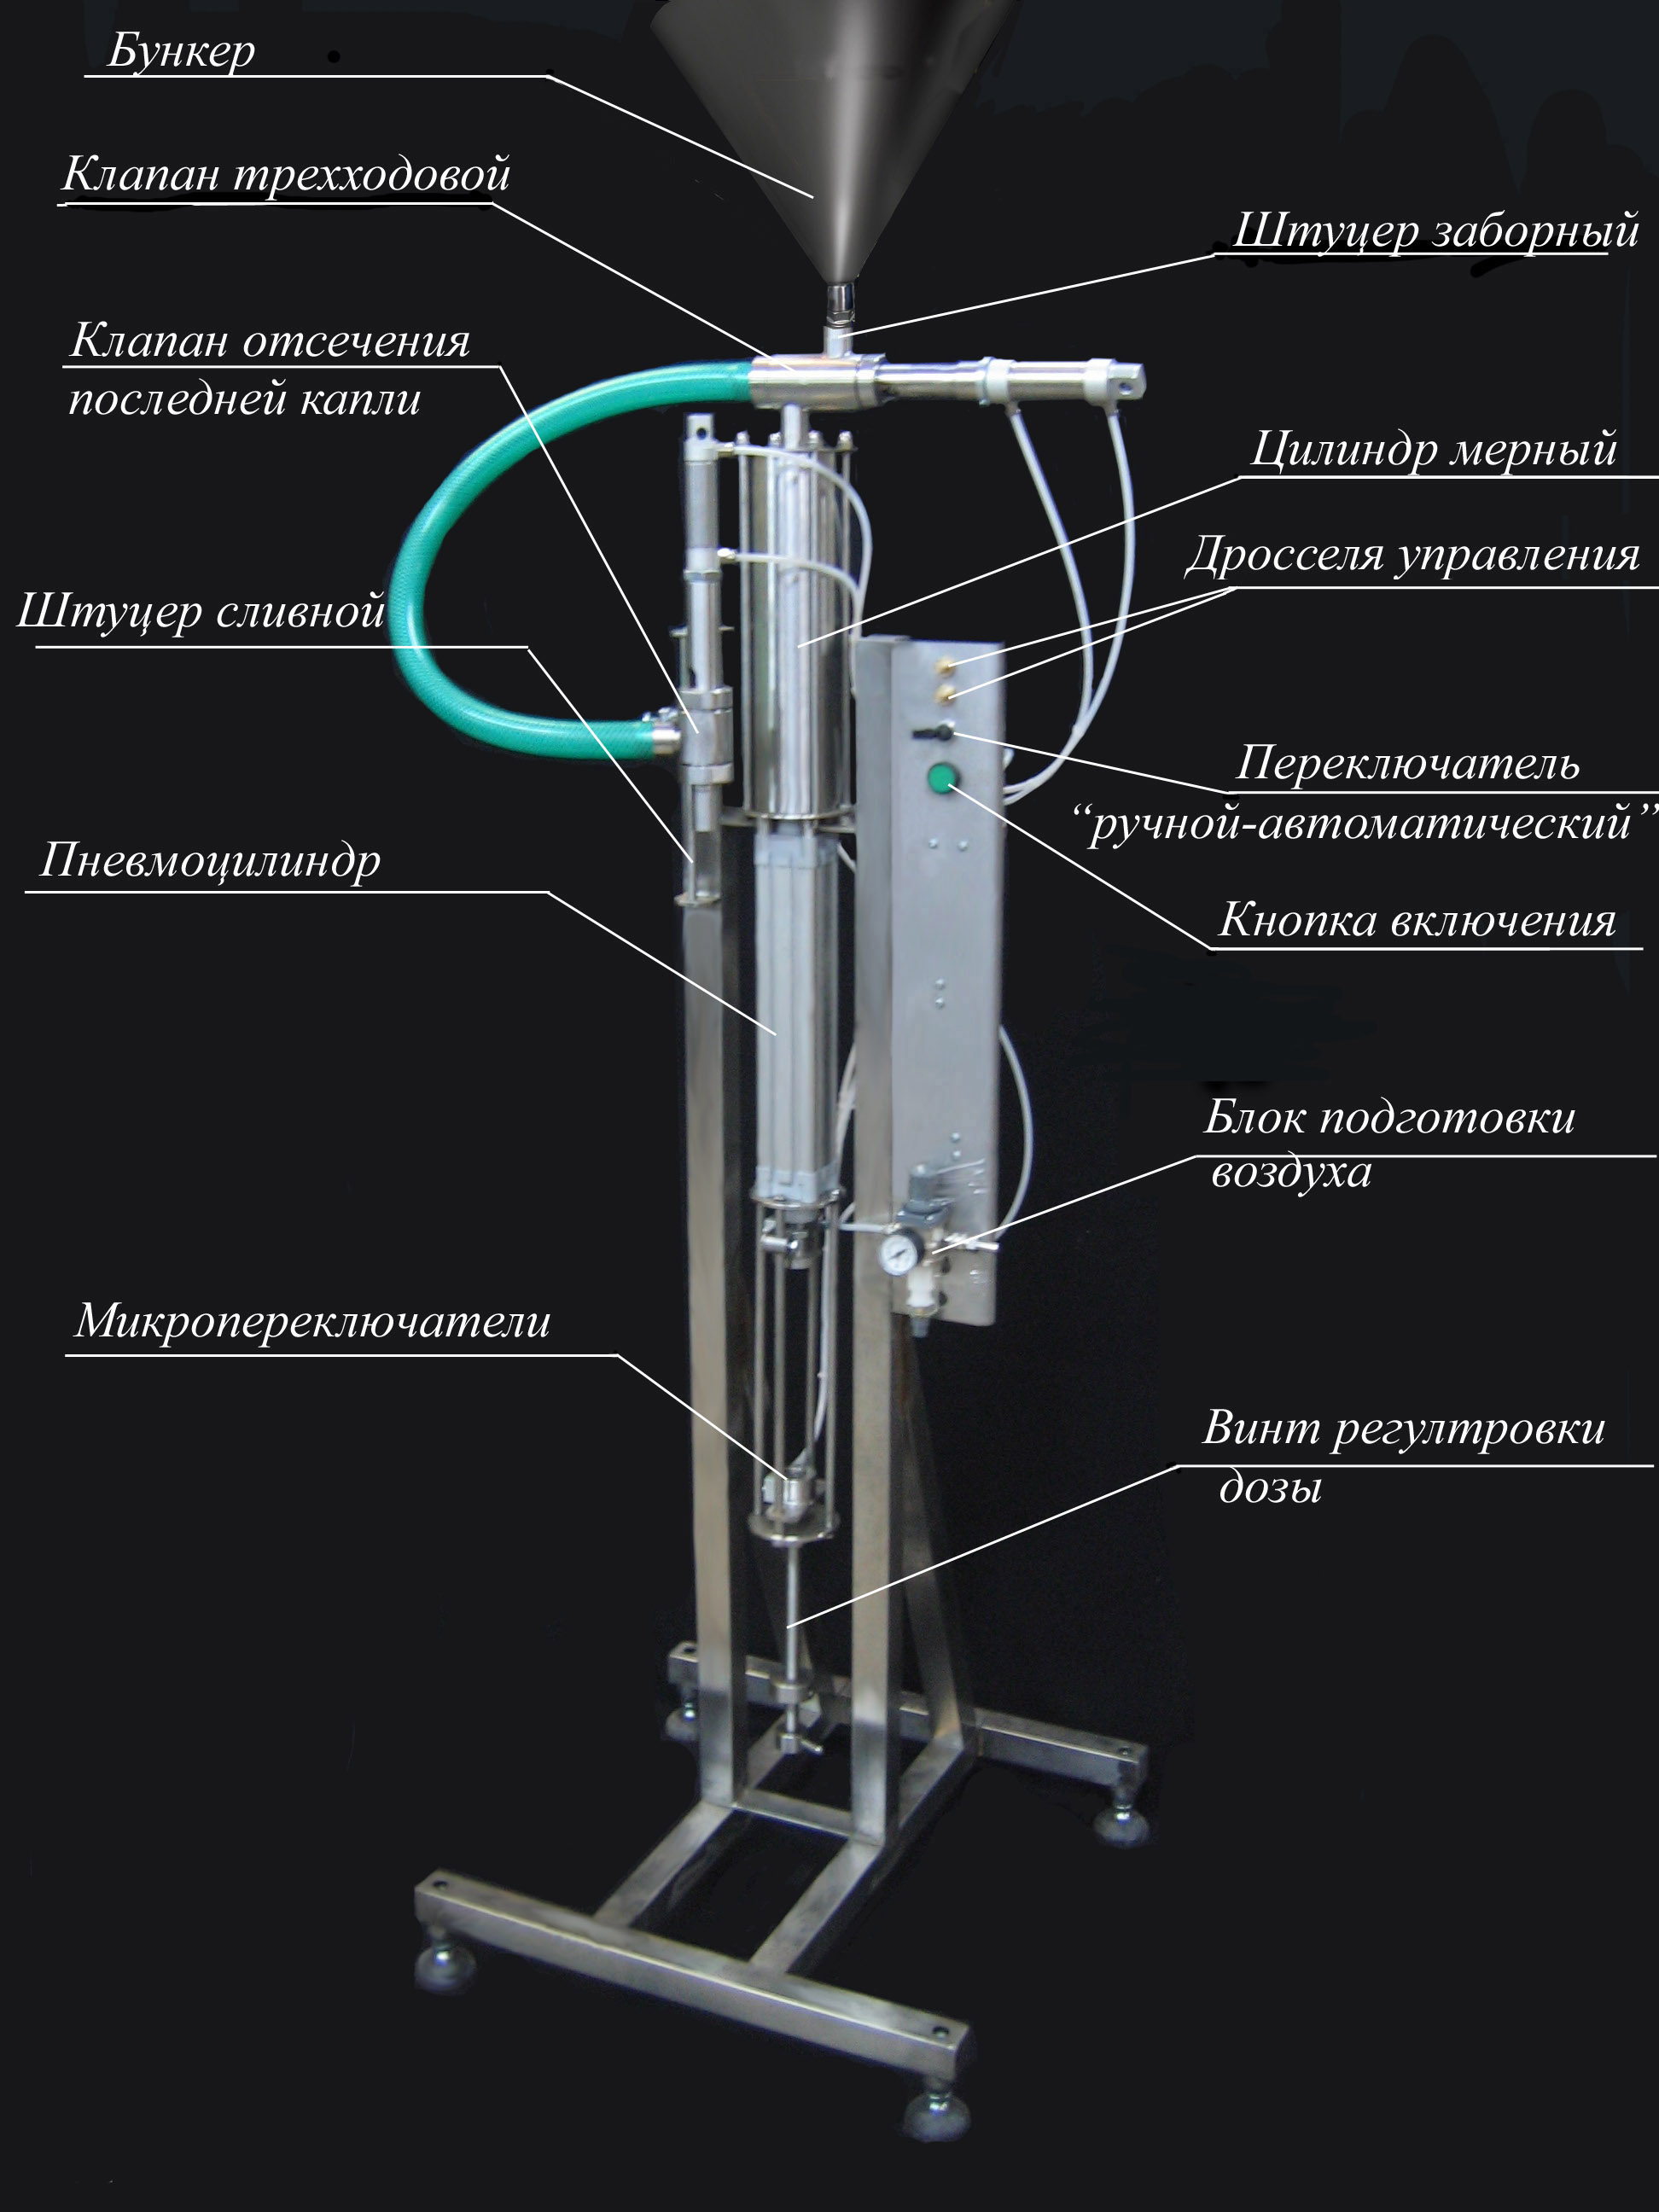 Бункер
Клапан трехходовой
Штуцер заборный
Клапан отсечения
последней капли
Цилиндр мерный
Дросселя управления
Штуцер сливной
Переключатель
“ручной-автоматический”
Пневмоцилиндр
Кнопка включения
Блок подготовки
воздуха
Микропереключатели
Винт регултровки
дозы